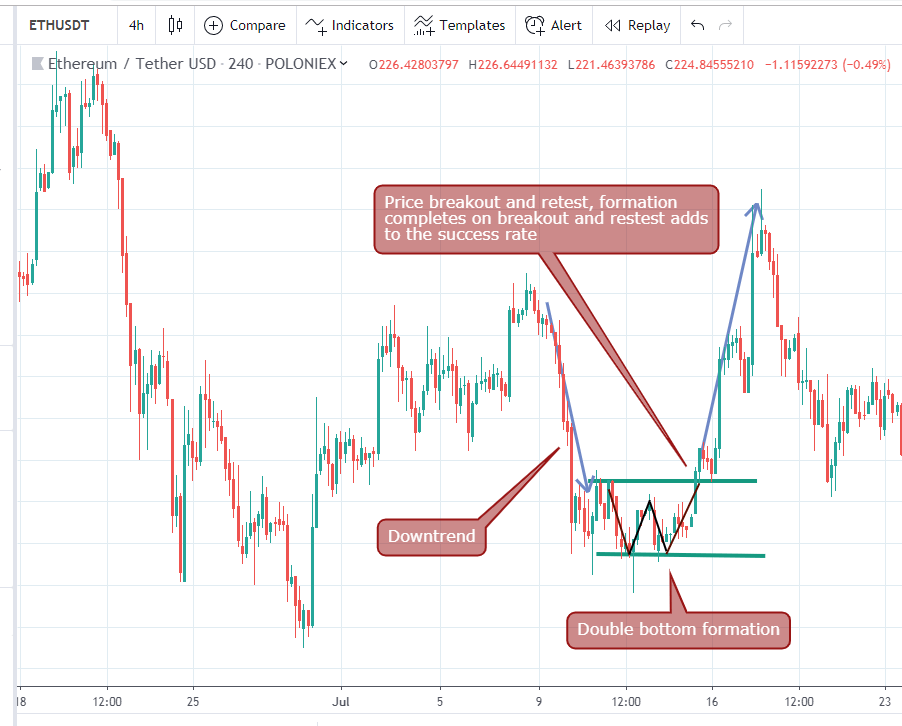 ETHUSDT 4h Compare Indicators Templates Alert Replay
Ethereum / Tether USD · 240 · POLONIEX O226.42803797 H226.64491132 L221.46393786 C224.84555210 −1.11592273 (−0.49%)
Price breakout and retest, formation
completes on breakout and restest adds
to the success rate
Downtrend
Double bottom formation
18 12:00 25 Jul 5 9 12:00 16 12:00 23